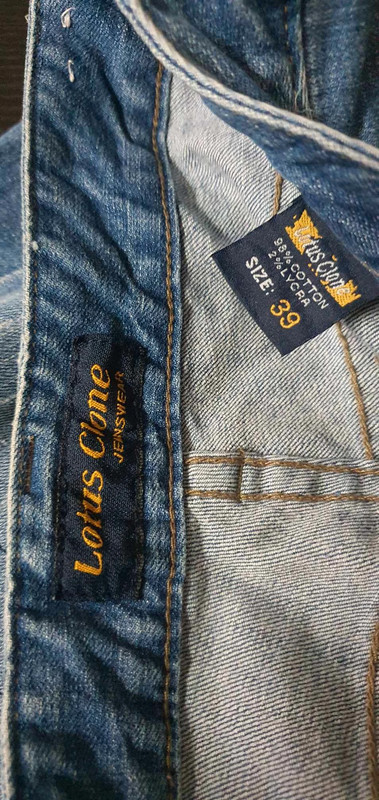 Lotus Clone
JEINSWEAR
Lotus Clone
98% COTTON
2% LYCRA
SIZE: 39